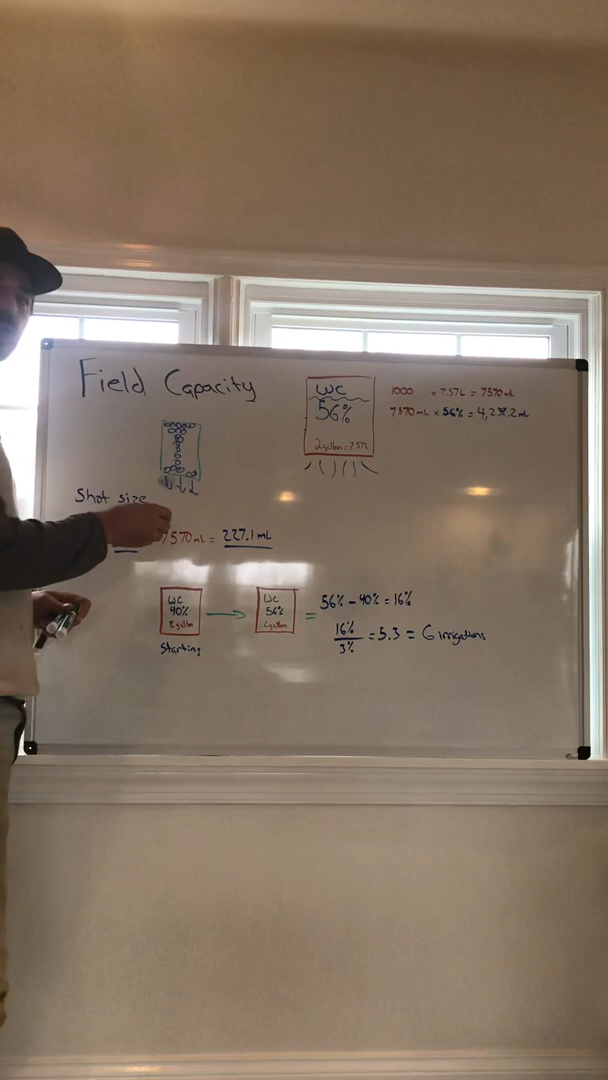 Field Capacity
WC
56%
2 gallon = 7.57L
1000 x 7.57L = 7570 mL
7570 mL x 56% = 4,239.2 mL
Shot size
7570 mL = 227.1 mL
WC
40%
2 gallon
Starting
WC
56%
2 gallon
= 56% - 40% = 16%
16%
3%
= 5.3 = 6 irrigations